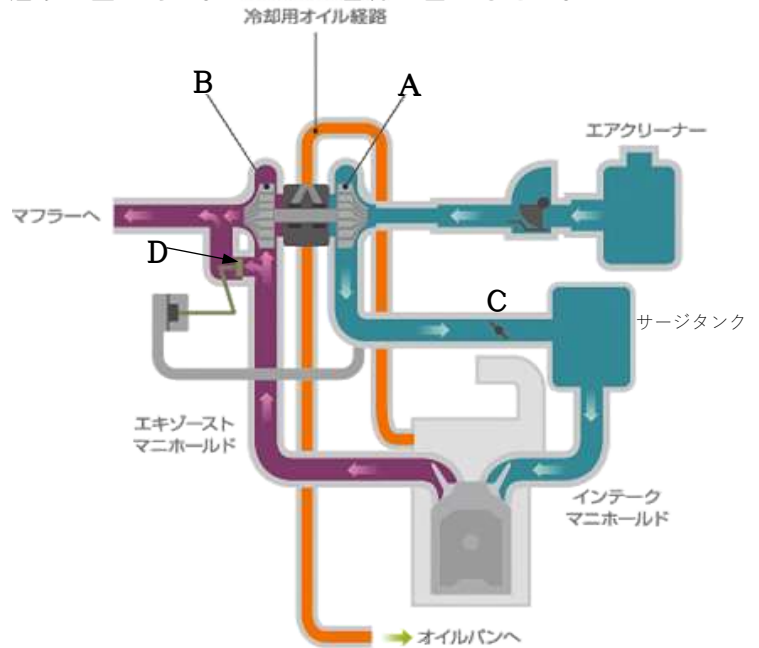 冷却用オイル経路
B
A
エアクリーナー
マフラーへ
D
C
サージタンク
エキゾースト
マニホールド
インテーク
マニホールド
オイルパンへ